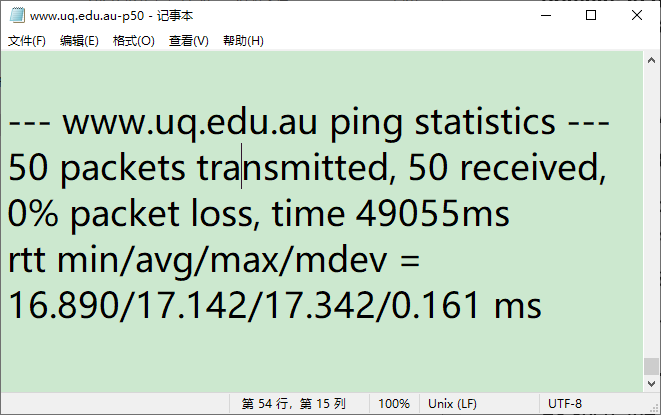 www.uq.edu.au-p50 - 记事本
文件(F) 编辑(E) 格式(O) 查看(V) 帮助(H)
--- www.uq.edu.au ping statistics ---
50 packets transmitted, 50 received,
0% packet loss, time 49055ms
rtt min/avg/max/mdev =
16.890/17.142/17.342/0.161 ms
第 54 行，第 15 列 100% Unix (LF) UTF-8